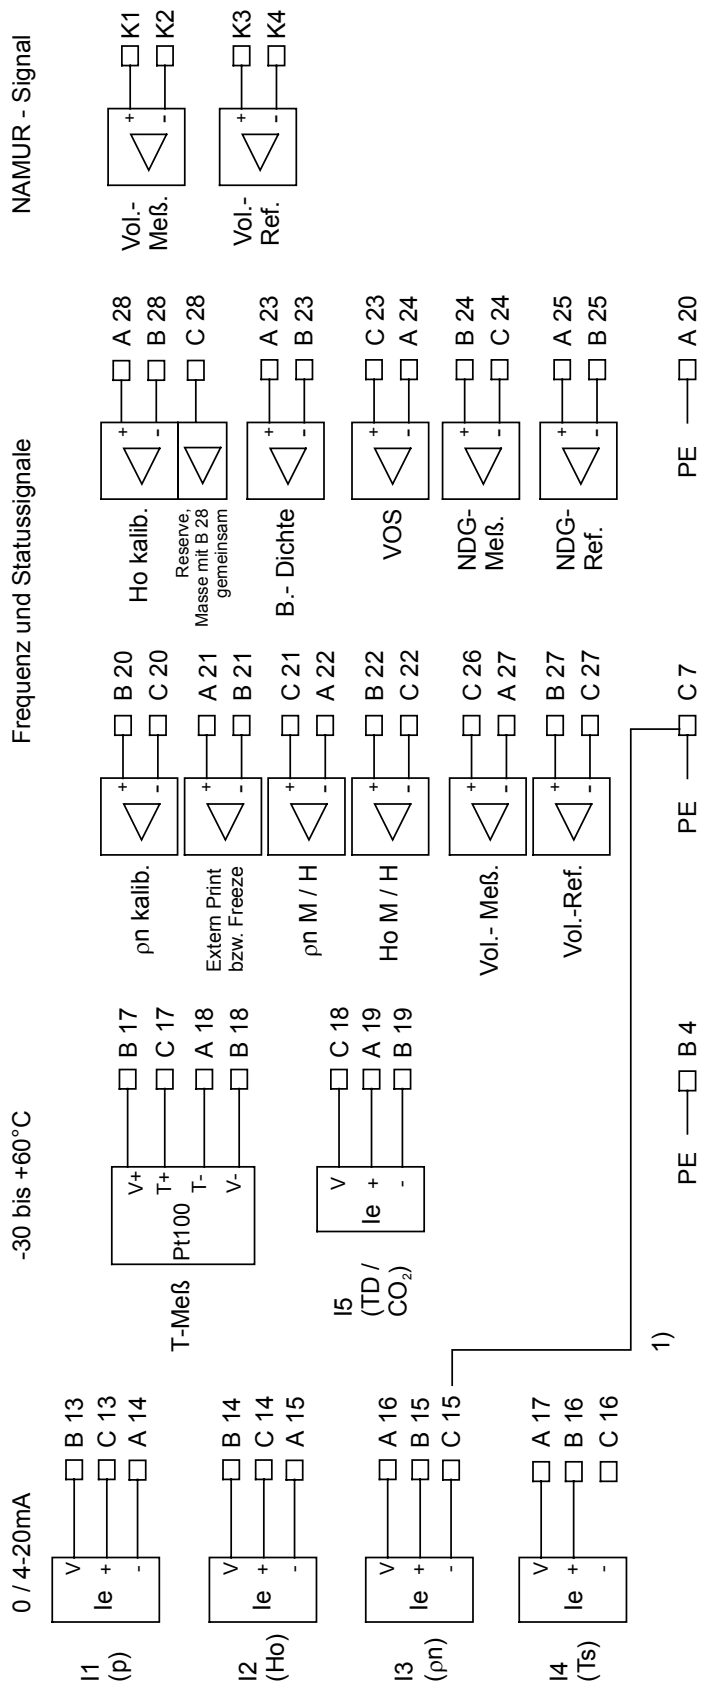 0 / 4-20mA
I1
(p)
Ie
V
+
-
B 13
C 13
A 14
I2
(Ho)
Ie
V
+
-
B 14
C 14
A 15
I3
(ρn)
Ie
V
+
-
A 16
B 15
C 15
I4
(Ts)
Ie
V
+
-
A 17
B 16
C 16
1)
-30 bis +60°C
T-Meß
Pt100
V+
T+
T-
V-
B 17
C 17
A 18
B 18
I5
(TD /
CO₂)
Ie
V
+
-
C 18
A 19
B 19
PE
B 4
Frequenz und Statussignale
ρn kalib.
+
-
B 20
C 20
Extern Print
bzw. Freeze
+
-
A 21
B 21
ρn M / H
+
-
C 21
A 22
Ho M / H
+
-
B 22
C 22
Vol.- Meß.
+
-
C 26
A 27
Vol.-Ref.
+
-
B 27
C 27
PE
C 7
Ho kalib.
+
-
A 28
B 28
Reserve,
Masse mit B 28
gemeinsam
C 28
B.- Dichte
+
-
A 23
B 23
VOS
+
-
C 23
A 24
NDG-
Meß.
+
-
B 24
C 24
NDG-
Ref.
+
-
A 25
B 25
PE
A 20
NAMUR - Signal
Vol.-
Meß.
+
-
K1
K2
Vol.-
Ref.
+
-
K3
K4